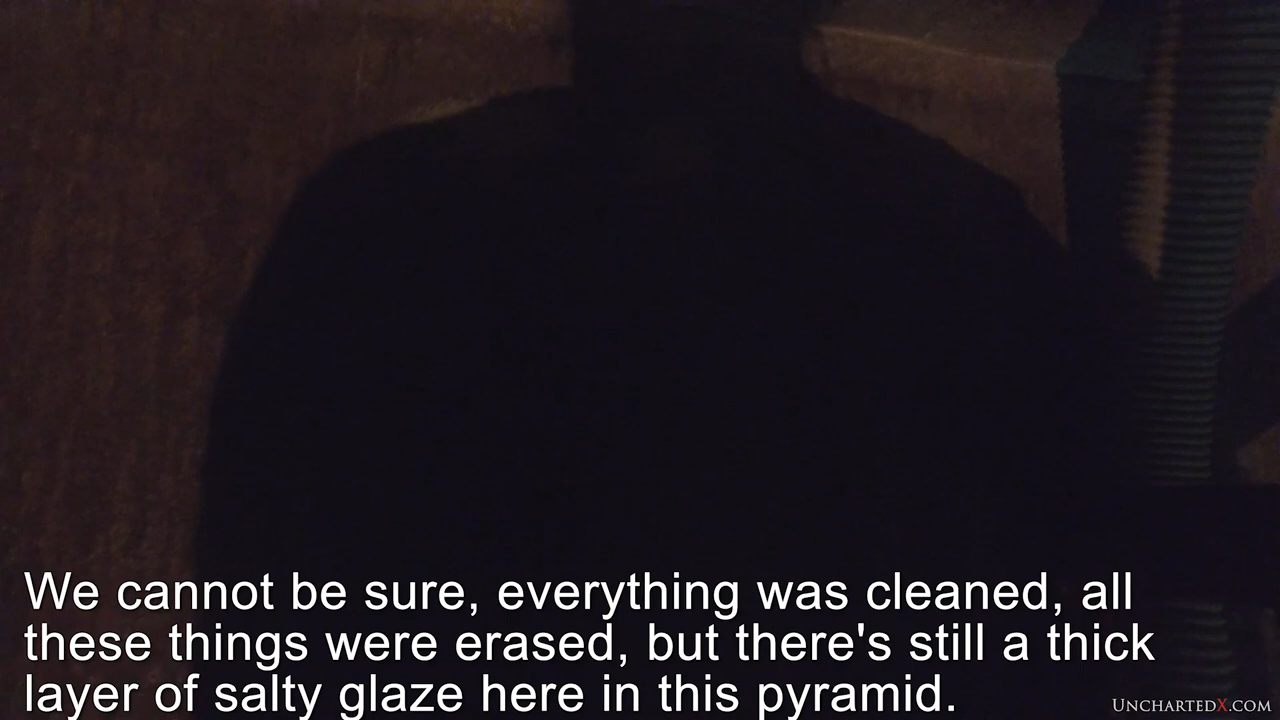 We cannot be sure, everything was cleaned, all
these things were erased, but there's still a thick
layer of salty glaze here in this pyramid.
UNCHARTEDX.COM